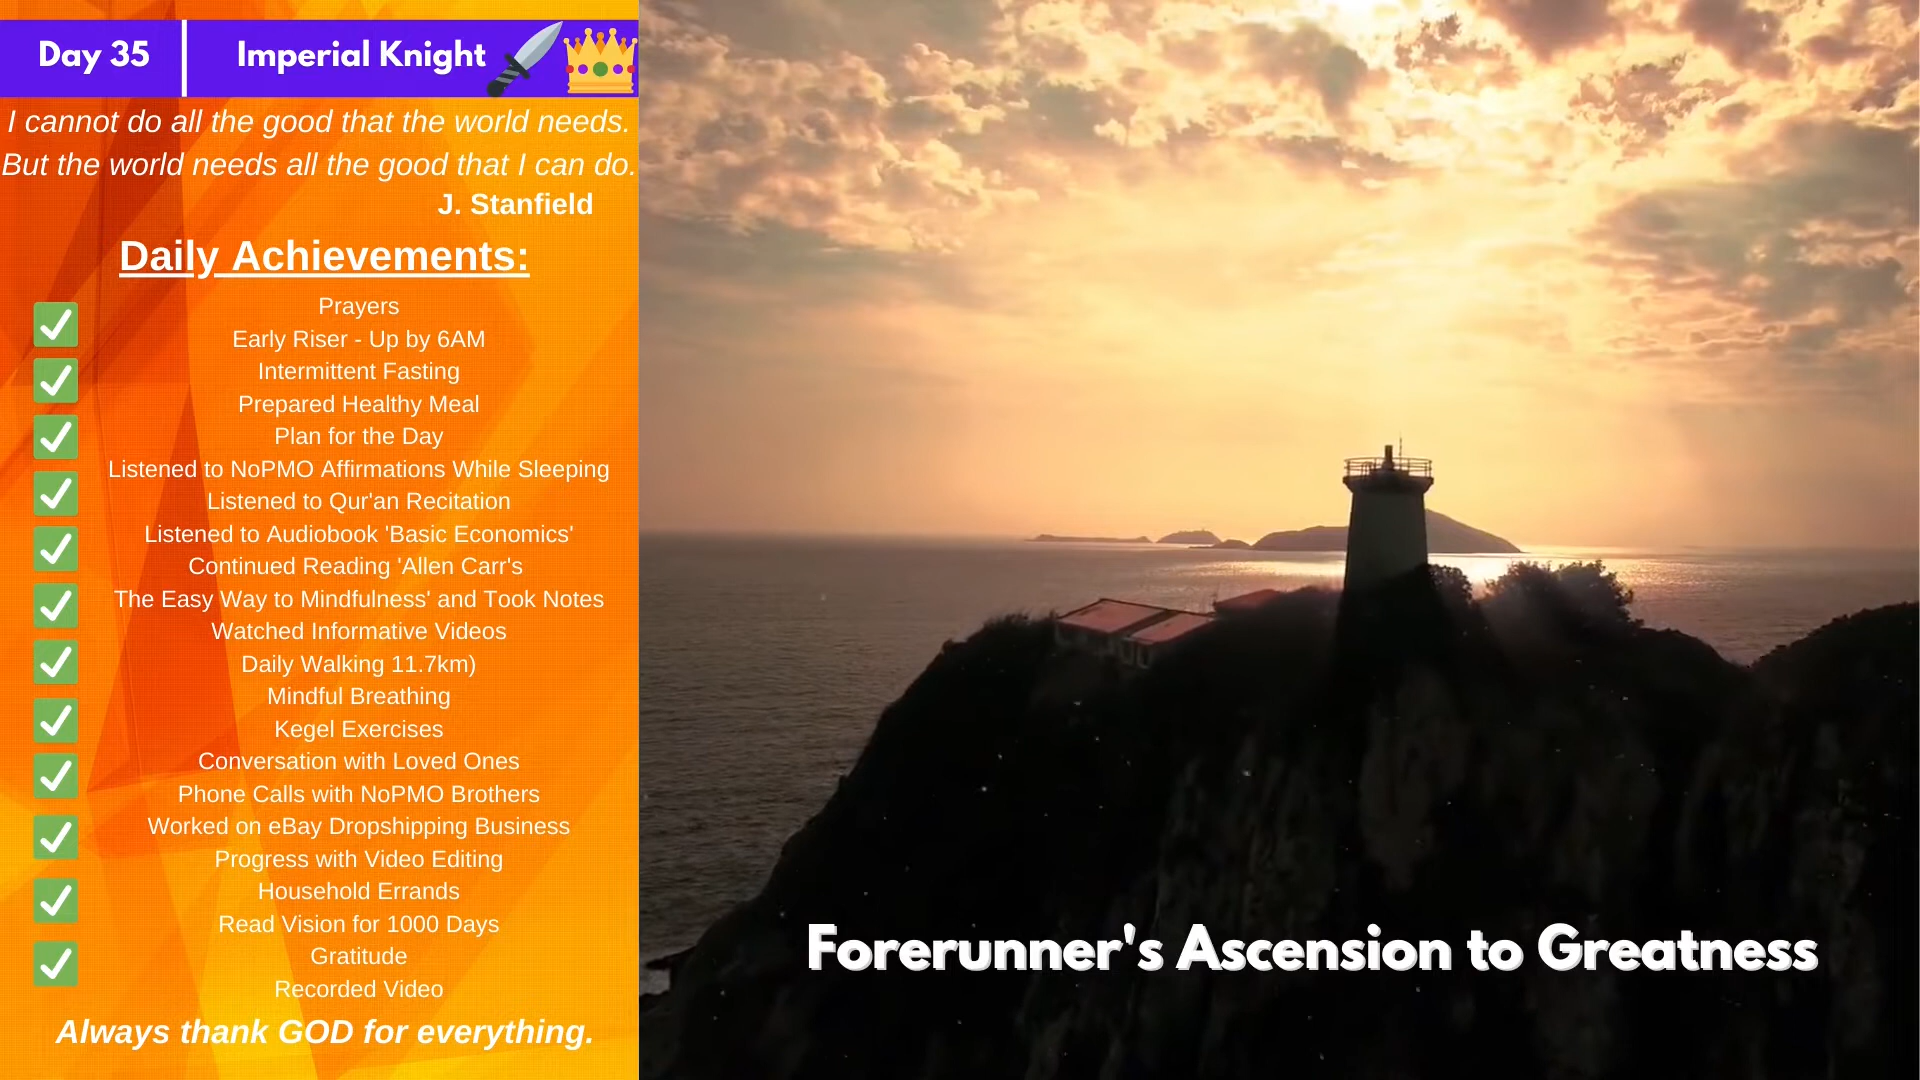 Day 35
Imperial Knight
I cannot do all the good that the world needs.
But the world needs all the good that I can do.
J. Stanfield
Daily Achievements:
Prayers
Early Riser - Up by 6AM
Intermittent Fasting
Prepared Healthy Meal
Plan for the Day
Listened to NoPMO Affirmations While Sleeping
Listened to Qur'an Recitation
Listened to Audiobook 'Basic Economics'
Continued Reading 'Allen Carr's
The Easy Way to Mindfulness' and Took Notes
Watched Informative Videos
Daily Walking 11.7km)
Mindful Breathing
Kegel Exercises
Conversation with Loved Ones
Phone Calls with NoPMO Brothers
Worked on eBay Dropshipping Business
Progress with Video Editing
Household Errands
Read Vision for 1000 Days
Gratitude
Recorded Video
Always thank GOD for everything.
Forerunner's Ascension to Greatness